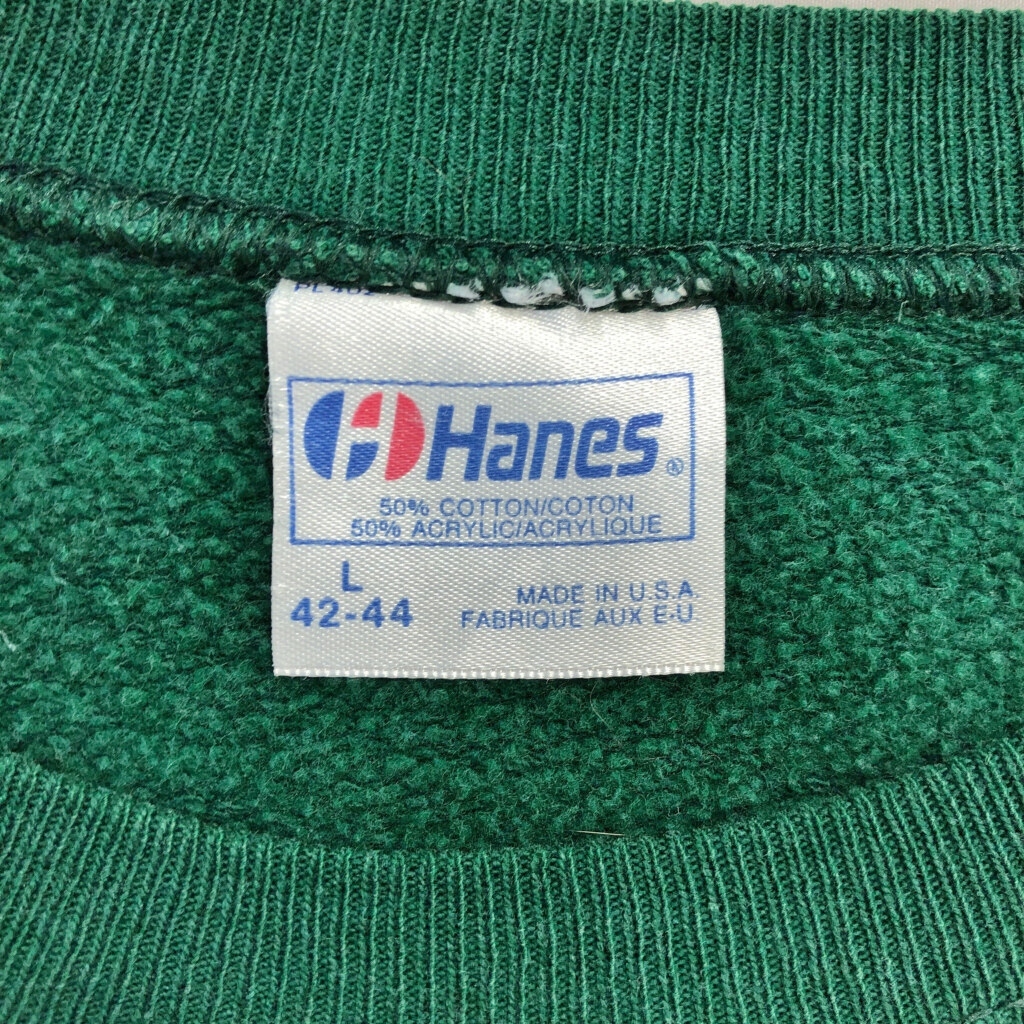 Hanes®
50% COTTON/COTON
50% ACRYLIC/ACRYLIQUE
L
42-44
MADE IN U.S.A
FABRIQUE AUX E-U